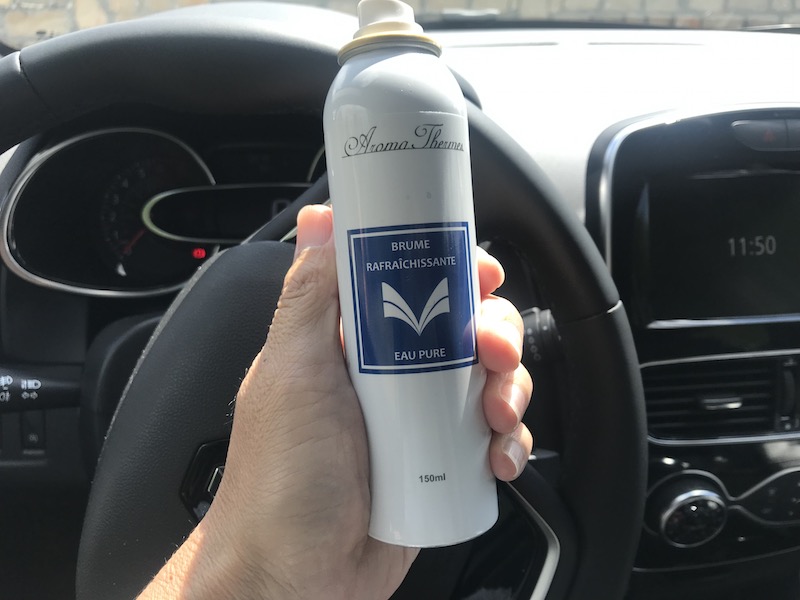 Aroma Thermes
BRUME
RAFRAÎCHISSANTE
EAU PURE
150ml
11:50